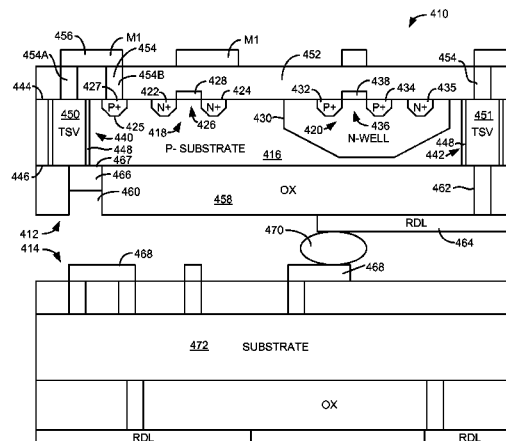 410
456 M1 M1
454A 454 454
454B 452
444 427 428 438
450 P+ 422 N+ N+ 424 432 P+ P+ 434 N+ 435 451
TSV 425 418 426 430 420 436 TSV
440 N-WELL 448
448 P- SUBSTRATE 442
446 467 416
466
460 458 OX 462
412 RDL
414 470 464
468 468
472 SUBSTRATE
OX
RDL RDL